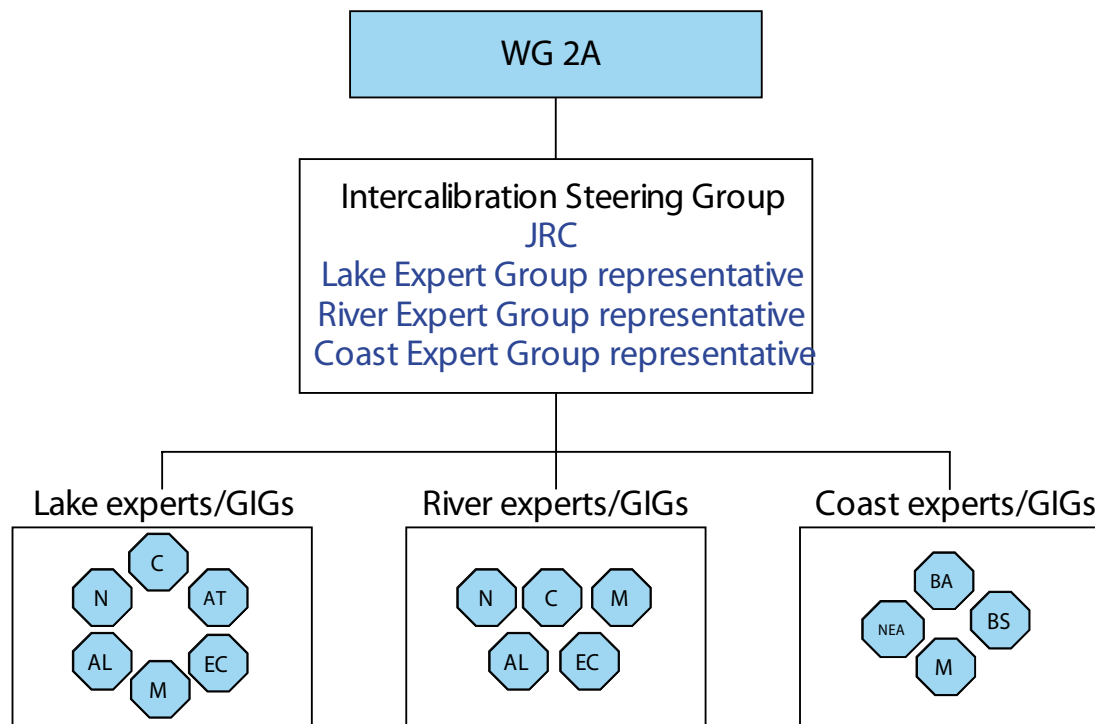 WG 2A
Intercalibration Steering Group
JRC
Lake Expert Group representative
River Expert Group representative
Coast Expert Group representative
Lake experts/GIGs
C
N
AT
AL
EC
M
River experts/GIGs
N
C
M
AL
EC
Coast experts/GIGs
BA
NEA
BS
M